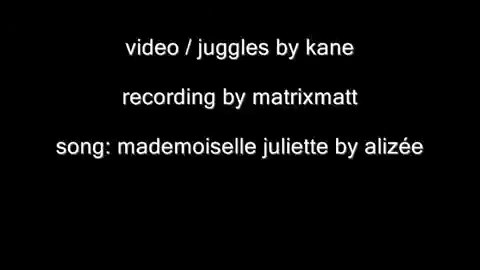 video / juggles by kane
recording by matrixmatt
song: mademoiselle juliette by alizée